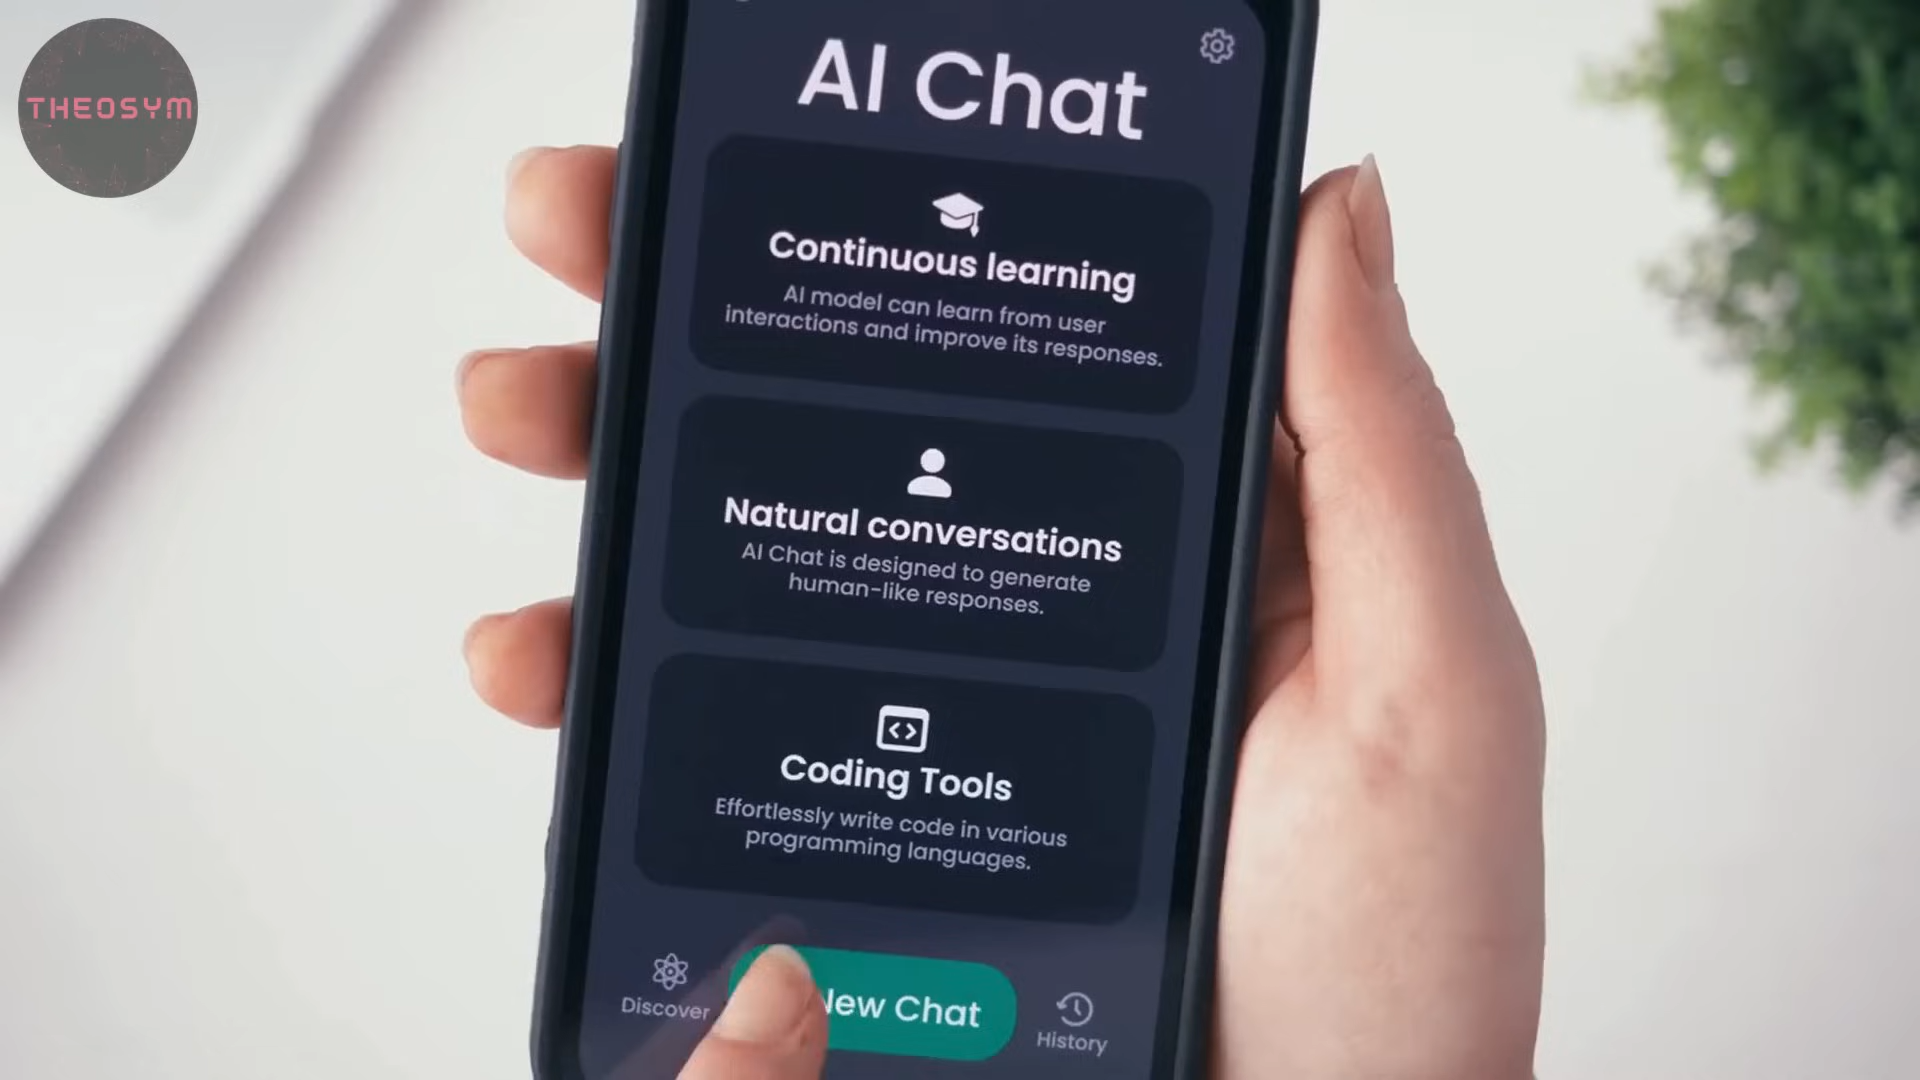 THEOSYM
AI Chat
Continuous learning
AI model can learn from user
interactions and improve its responses.
Natural conversations
AI Chat is designed to generate
human-like responses.
Coding Tools
Effortlessly write code in various
programming languages.
Discover
New Chat
History